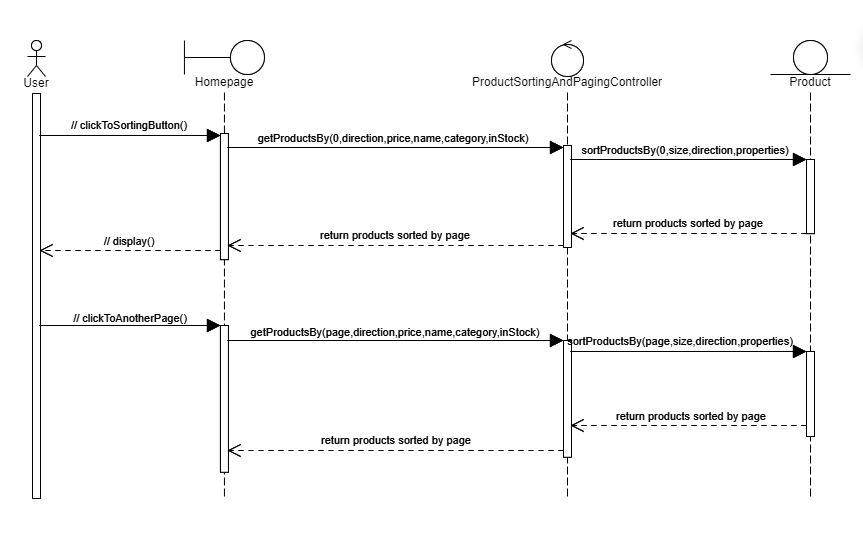 User
Homepage
ProductSortingAndPagingController
Product
// clickToSortingButton()
getProductsBy(0,direction,price,name,category,inStock)
sortProductsBy(0,size,direction,properties)
return products sorted by page
return products sorted by page
// display()
// clickToAnotherPage()
getProductsBy(page,direction,price,name,category,inStock)
sortProductsBy(page,size,direction,properties)
return products sorted by page
return products sorted by page